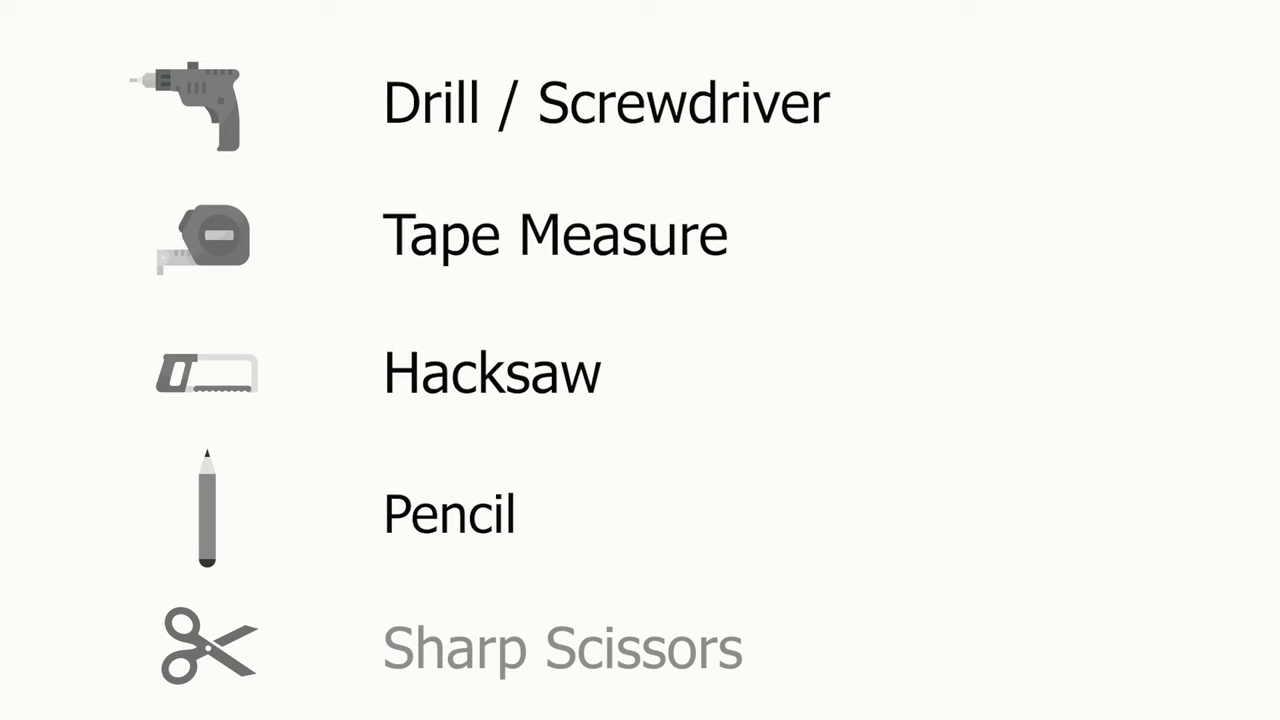 Drill / Screwdriver
Tape Measure
Hacksaw
Pencil
Sharp Scissors